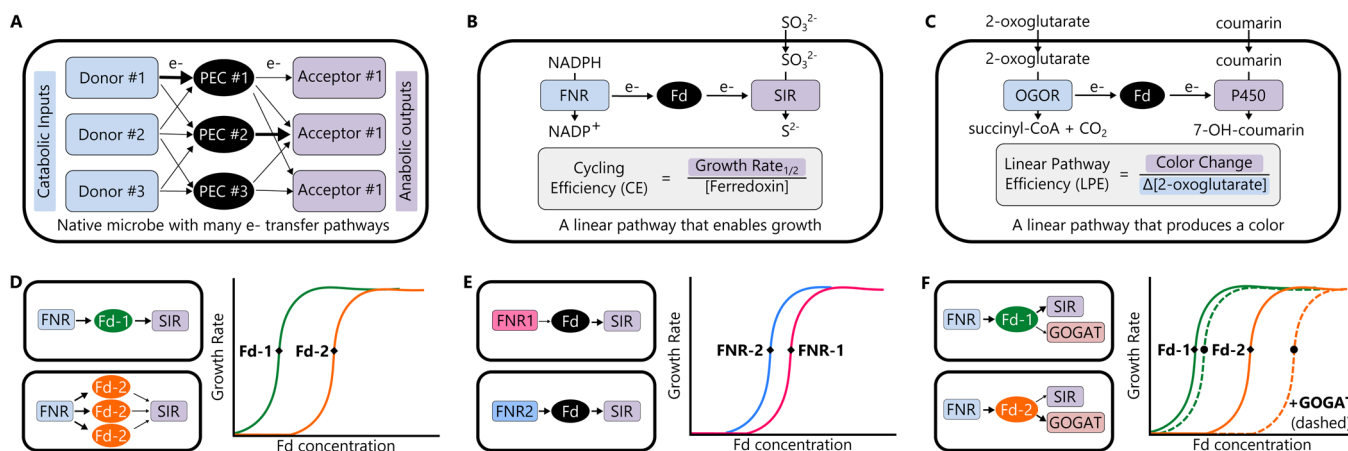 A
Catabolic Inputs
Donor #1
e-
PEC #1
e-
Acceptor #1
Donor #2
PEC #2
Acceptor #1
Donor #3
PEC #3
Acceptor #1
Anabolic outputs
Native microbe with many e- transfer pathways
B
SO₃²⁻
NADPH
SO₃²⁻
FNR
e-
Fd
e-
SIR
NADP⁺
S²⁻
Cycling
Efficiency (CE)
=
Growth Rate₁/₂
[Ferredoxin]
A linear pathway that enables growth
C
2-oxoglutarate
coumarin
2-oxoglutarate
coumarin
OGOR
e-
Fd
e-
P450
succinyl-CoA + CO₂
7-OH-coumarin
Linear Pathway
Efficiency (LPE)
=
Color Change
Δ[2-oxoglutarate]
A linear pathway that produces a color
D
FNR
Fd-1
SIR
Fd-2
FNR
Fd-2
SIR
Fd-2
Growth Rate
Fd-1
Fd-2
Fd concentration
E
FNR1
Fd
SIR
FNR2
Fd
SIR
Growth Rate
FNR-2
FNR-1
Fd concentration
F
FNR
Fd-1
SIR
GOGAT
FNR
Fd-2
SIR
GOGAT
Growth Rate
Fd-1
Fd-2
+GOGAT
(dashed)
Fd concentration